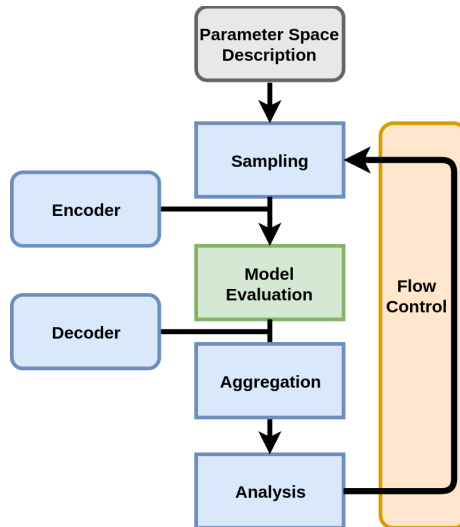 Parameter Space
Description
Sampling
Encoder
Model
Evaluation
Flow
Control
Decoder
Aggregation
Analysis